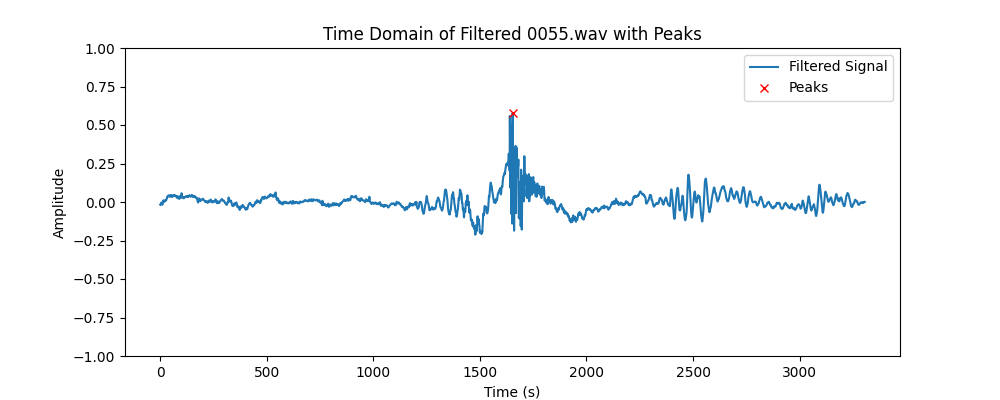 Time Domain of Filtered 0055.wav with Peaks
1.00
0.75
0.50
0.25
0.00
−0.25
−0.50
−0.75
−1.00
Amplitude
Filtered Signal
Peaks
0 500 1000 1500 2000 2500 3000
Time (s)